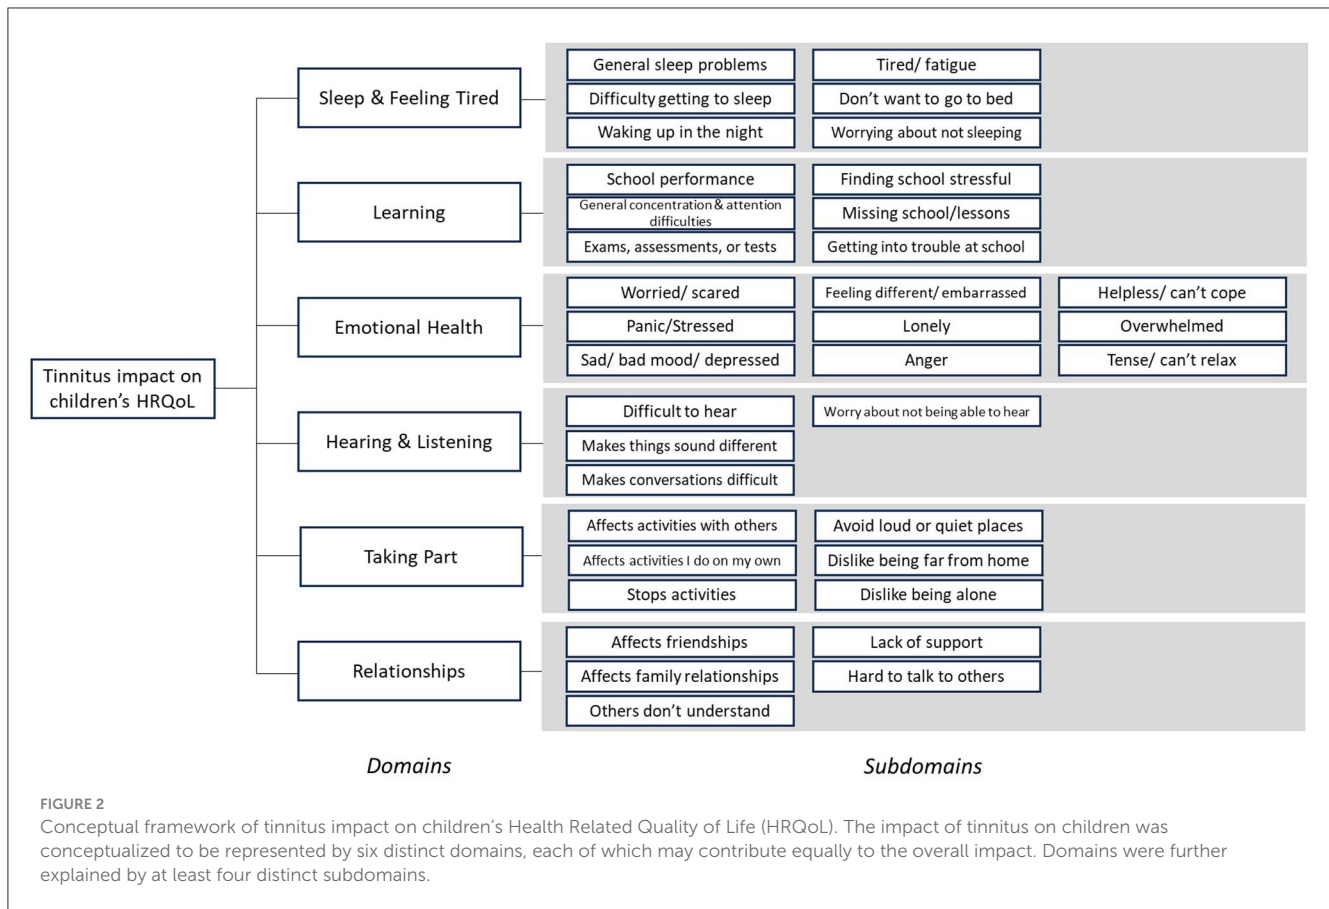 Tinnitus impact on
children's HRQoL
Sleep & Feeling Tired
General sleep problems
Tired/ fatigue
Difficulty getting to sleep
Don't want to go to bed
Waking up in the night
Worrying about not sleeping
Learning
School performance
Finding school stressful
General concentration & attention
difficulties
Missing school/lessons
Exams, assessments, or tests
Getting into trouble at school
Emotional Health
Worried/ scared
Feeling different/ embarrassed
Helpless/ can't cope
Panic/Stressed
Lonely
Overwhelmed
Sad/ bad mood/ depressed
Anger
Tense/ can't relax
Hearing & Listening
Difficult to hear
Worry about not being able to hear
Makes things sound different
Makes conversations difficult
Taking Part
Affects activities with others
Avoid loud or quiet places
Affects activities I do on my own
Dislike being far from home
Stops activities
Dislike being alone
Relationships
Affects friendships
Lack of support
Affects family relationships
Hard to talk to others
Others don't understand
Domains
Subdomains
FIGURE 2
Conceptual framework of tinnitus impact on children's Health Related Quality of Life (HRQoL). The impact of tinnitus on children was
conceptualized to be represented by six distinct domains, each of which may contribute equally to the overall impact. Domains were further
explained by at least four distinct subdomains.